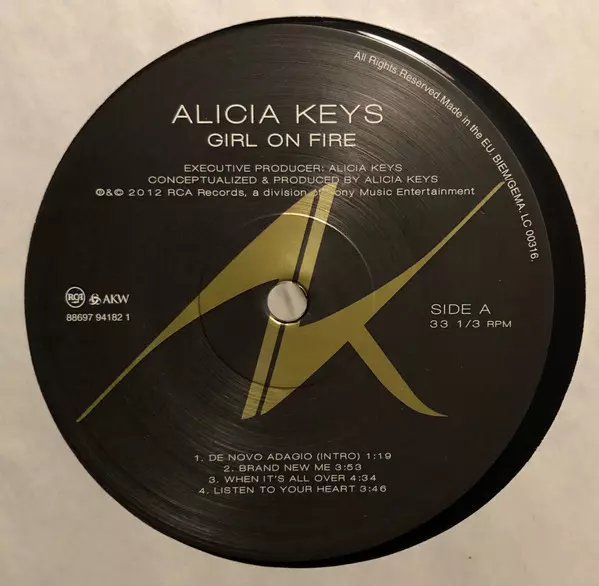 ALICIA KEYS
GIRL ON FIRE
EXECUTIVE PRODUCER: ALICIA KEYS
CONCEPTUALIZED & PRODUCED BY ALICIA KEYS
℗&© 2012 RCA Records, a division of Sony Music Entertainment
All Rights Reserved. Made in the EU. BIEM/GEMA. LC 00316.
RCA AKW
88697 94182 1
SIDE A
33 1/3 RPM
1. DE NOVO ADAGIO (INTRO) 1:19
2. BRAND NEW ME 3:53
3. WHEN IT'S ALL OVER 4:34
4. LISTEN TO YOUR HEART 3:46